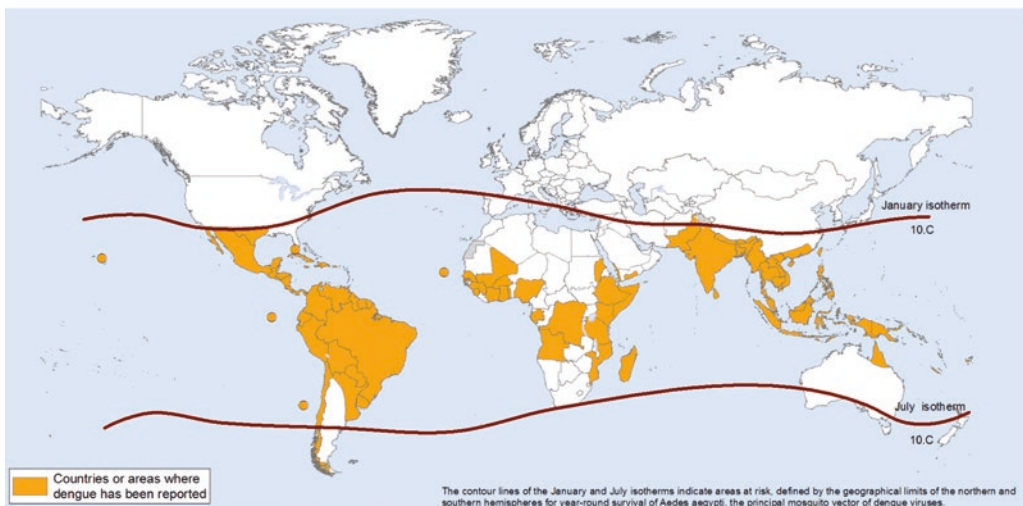 January isotherm
10.C
July isotherm
10.C
Countries or areas where
dengue has been reported
The contour lines of the January and July isotherms indicate areas at risk, defined by the geographical limits of the northern and
southern hemispheres for year-round survival of Aedes aegypti, the principal mosquito vector of dengue viruses.